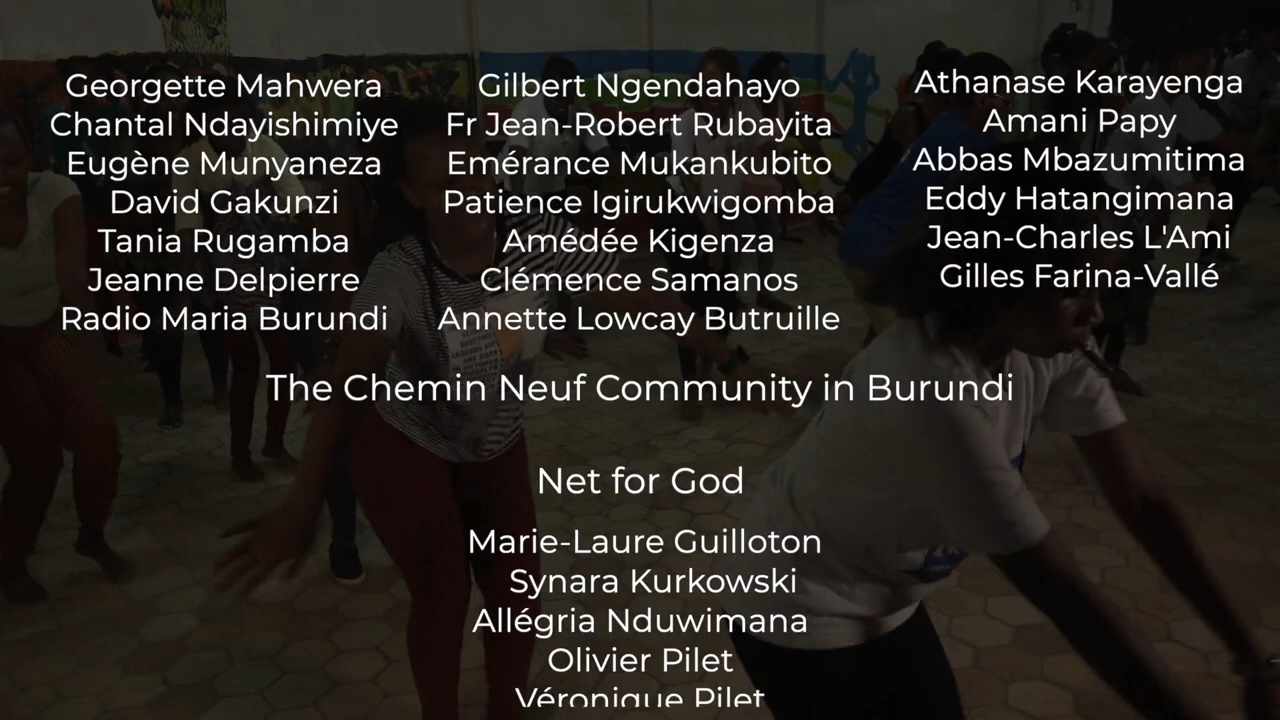 Georgette Mahwera
Chantal Ndayishimiye
Eugène Munyaneza
David Gakunzi
Tania Rugamba
Jeanne Delpierre
Radio Maria Burundi
Gilbert Ngendahayo
Fr Jean-Robert Rubayita
Emérance Mukankubito
Patience Igirukwigomba
Amédée Kigenza
Clémence Samanos
Annette Lowcay Butruille
Athanase Karayenga
Amani Papy
Abbas Mbazumitima
Eddy Hatangimana
Jean-Charles L'Ami
Gilles Farina-Vallé
The Chemin Neuf Community in Burundi
Net for God
Marie-Laure Guilloton
Synara Kurkowski
Allégria Nduwimana
Olivier Pilet
Véronique Pilet